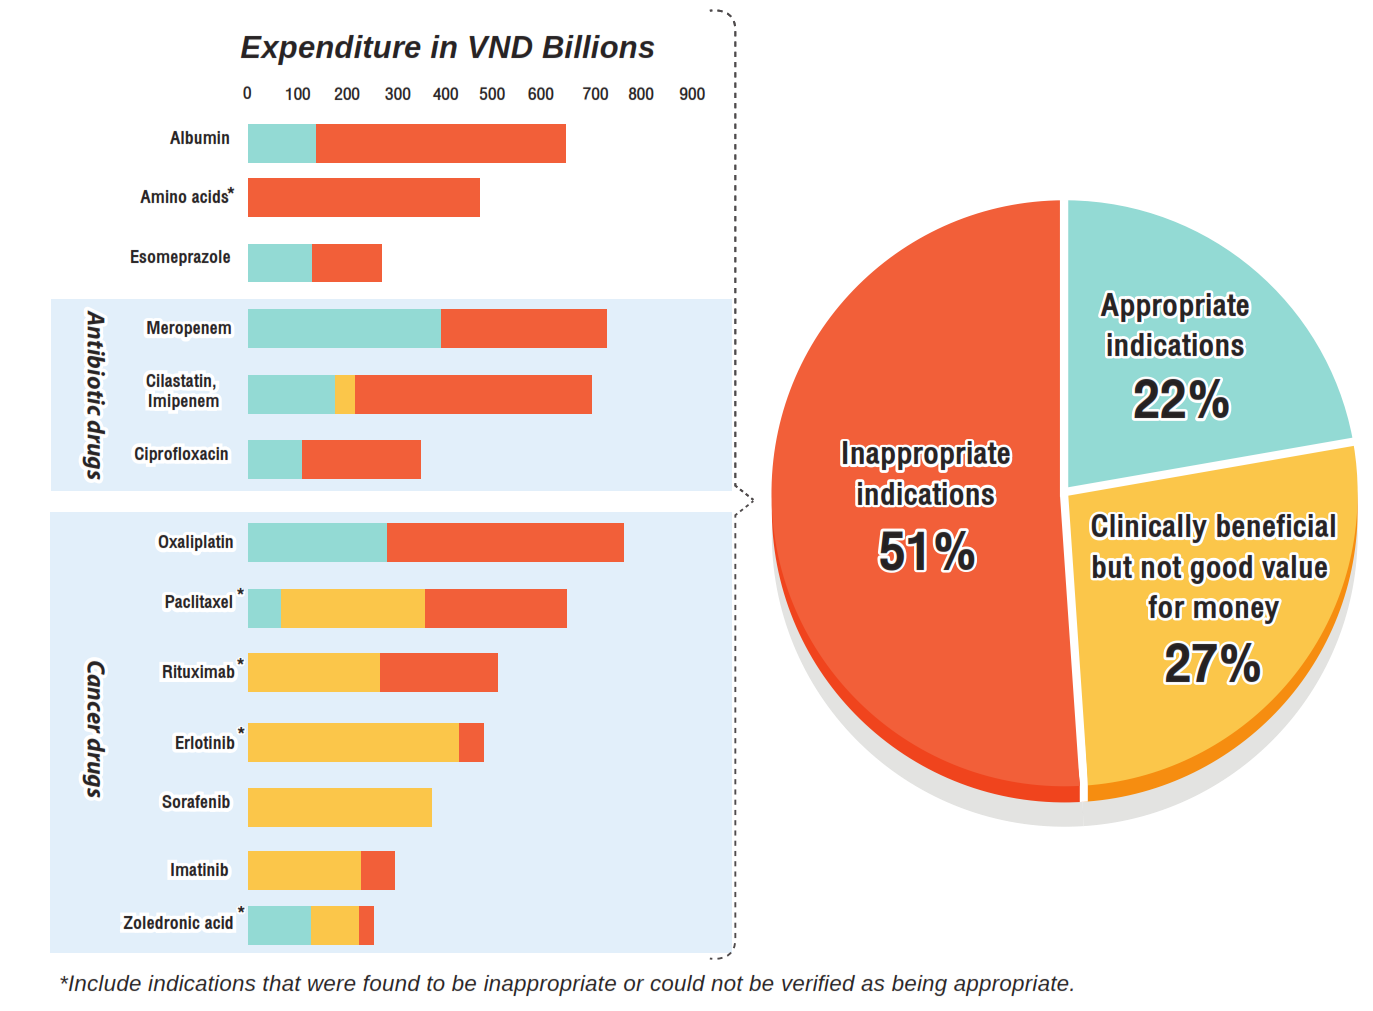 Expenditure in VND Billions
0 100 200 300 400 500 600 700 800 900
Albumin
Amino acids*
Esomeprazole
Antibiotic drugs
Meropenem
Cilastatin,
Imipenem
Ciprofloxacin
Cancer drugs
Oxaliplatin
Paclitaxel *
Rituximab *
Erlotinib *
Sorafenib
Imatinib
Zoledronic acid *
Inappropriate
indications
51%
Appropriate
indications
22%
Clinically beneficial
but not good value
for money
27%
*Include indications that were found to be inappropriate or could not be verified as being appropriate.